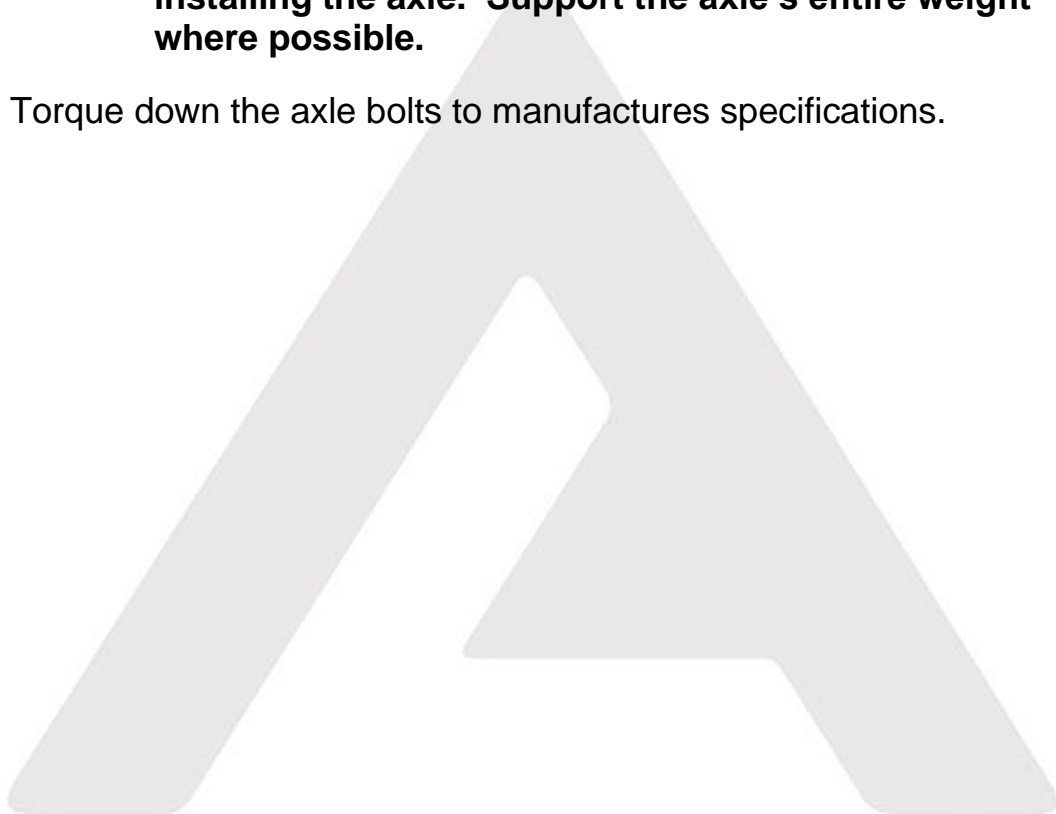 installing the axle.  Support the axle's entire weight
where possible.
Torque down the axle bolts to manufactures specifications.